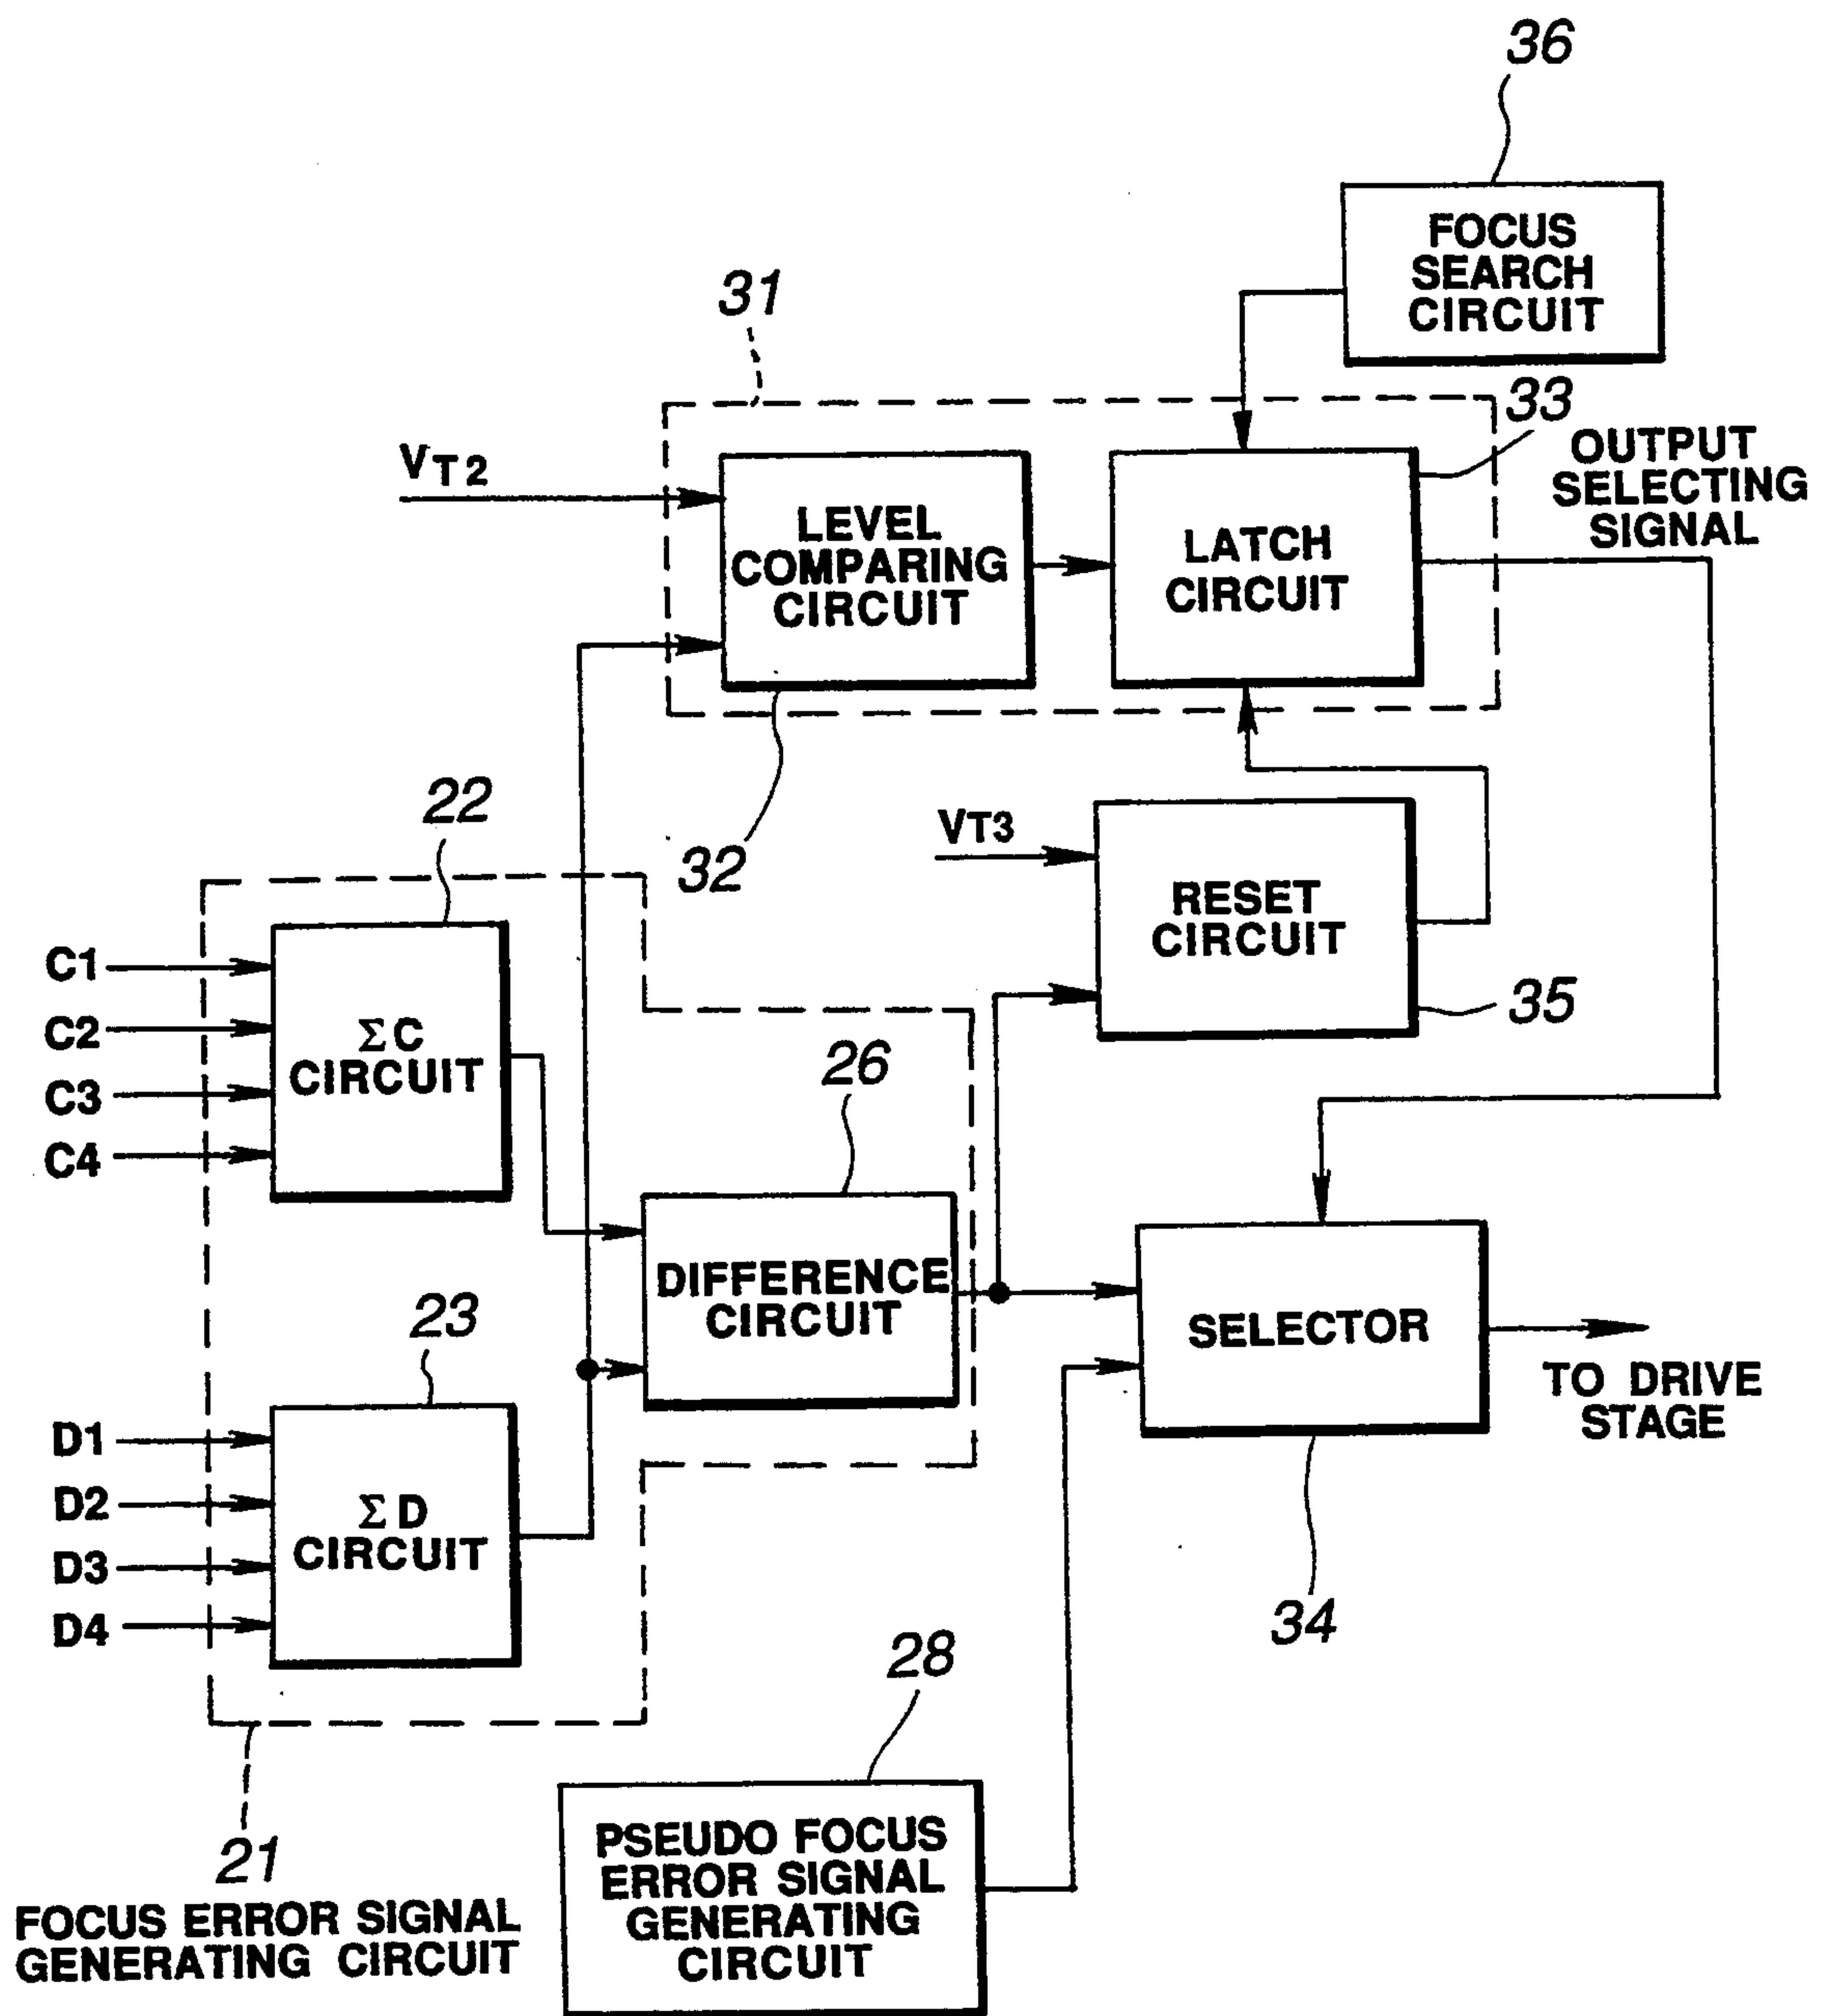 36
FOCUS
SEARCH
CIRCUIT
31
33
OUTPUT
SELECTING
SIGNAL
VT2
LEVEL
COMPARING
CIRCUIT
LATCH
CIRCUIT
32
22
VT3
RESET
CIRCUIT
35
C1
C2
C3
C4
ΣC
CIRCUIT
26
DIFFERENCE
CIRCUIT
SELECTOR
TO DRIVE
STAGE
34
23
D1
D2
D3
D4
ΣD
CIRCUIT
28
21
FOCUS ERROR SIGNAL
GENERATING CIRCUIT
PSEUDO FOCUS
ERROR SIGNAL
GENERATING
CIRCUIT